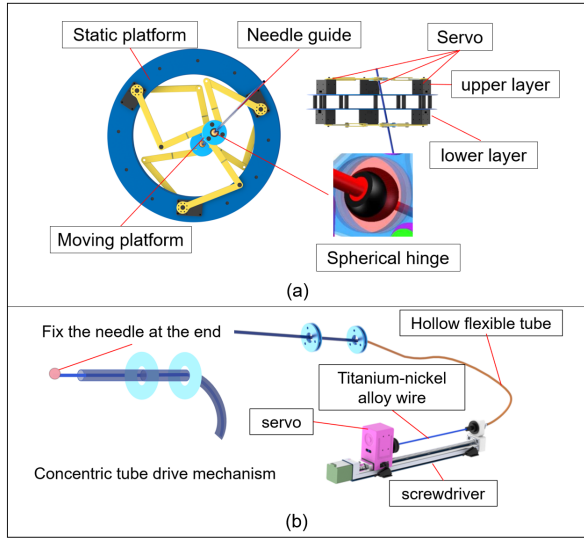 Static platform
Needle guide
Servo
upper layer
lower layer
Moving platform
Spherical hinge
(a)
Fix the needle at the end
Hollow flexible tube
Titanium-nickel
alloy wire
servo
Concentric tube drive mechanism
screwdriver
(b)